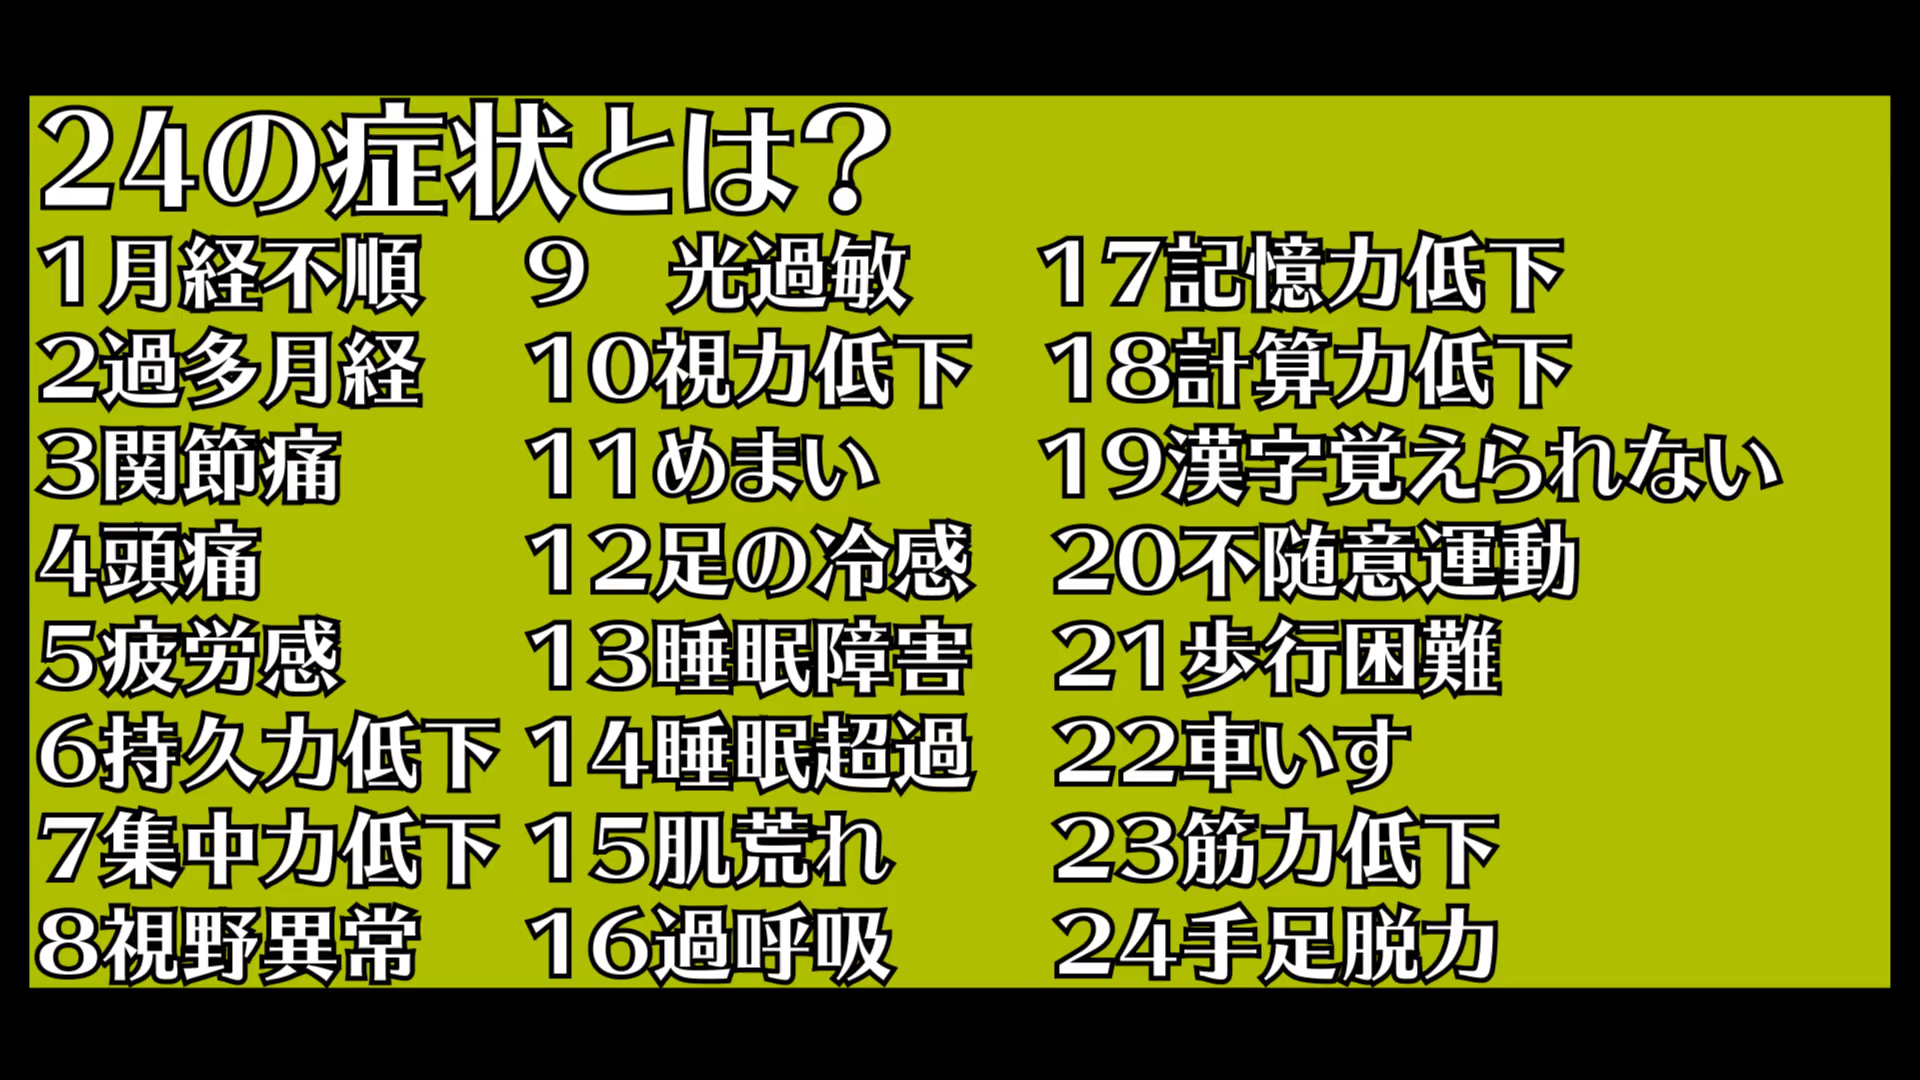 24の症状とは？
1月経不順
2過多月経
3関節痛
4頭痛
5疲労感
6持久力低下
7集中力低下
8視野異常
9　光過敏
10視力低下
11めまい
12足の冷感
13睡眠障害
14睡眠超過
15肌荒れ
16過呼吸
17記憶力低下
18計算力低下
19漢字覚えられない
20不随意運動
21歩行困難
22車いす
23筋力低下
24手足脱力